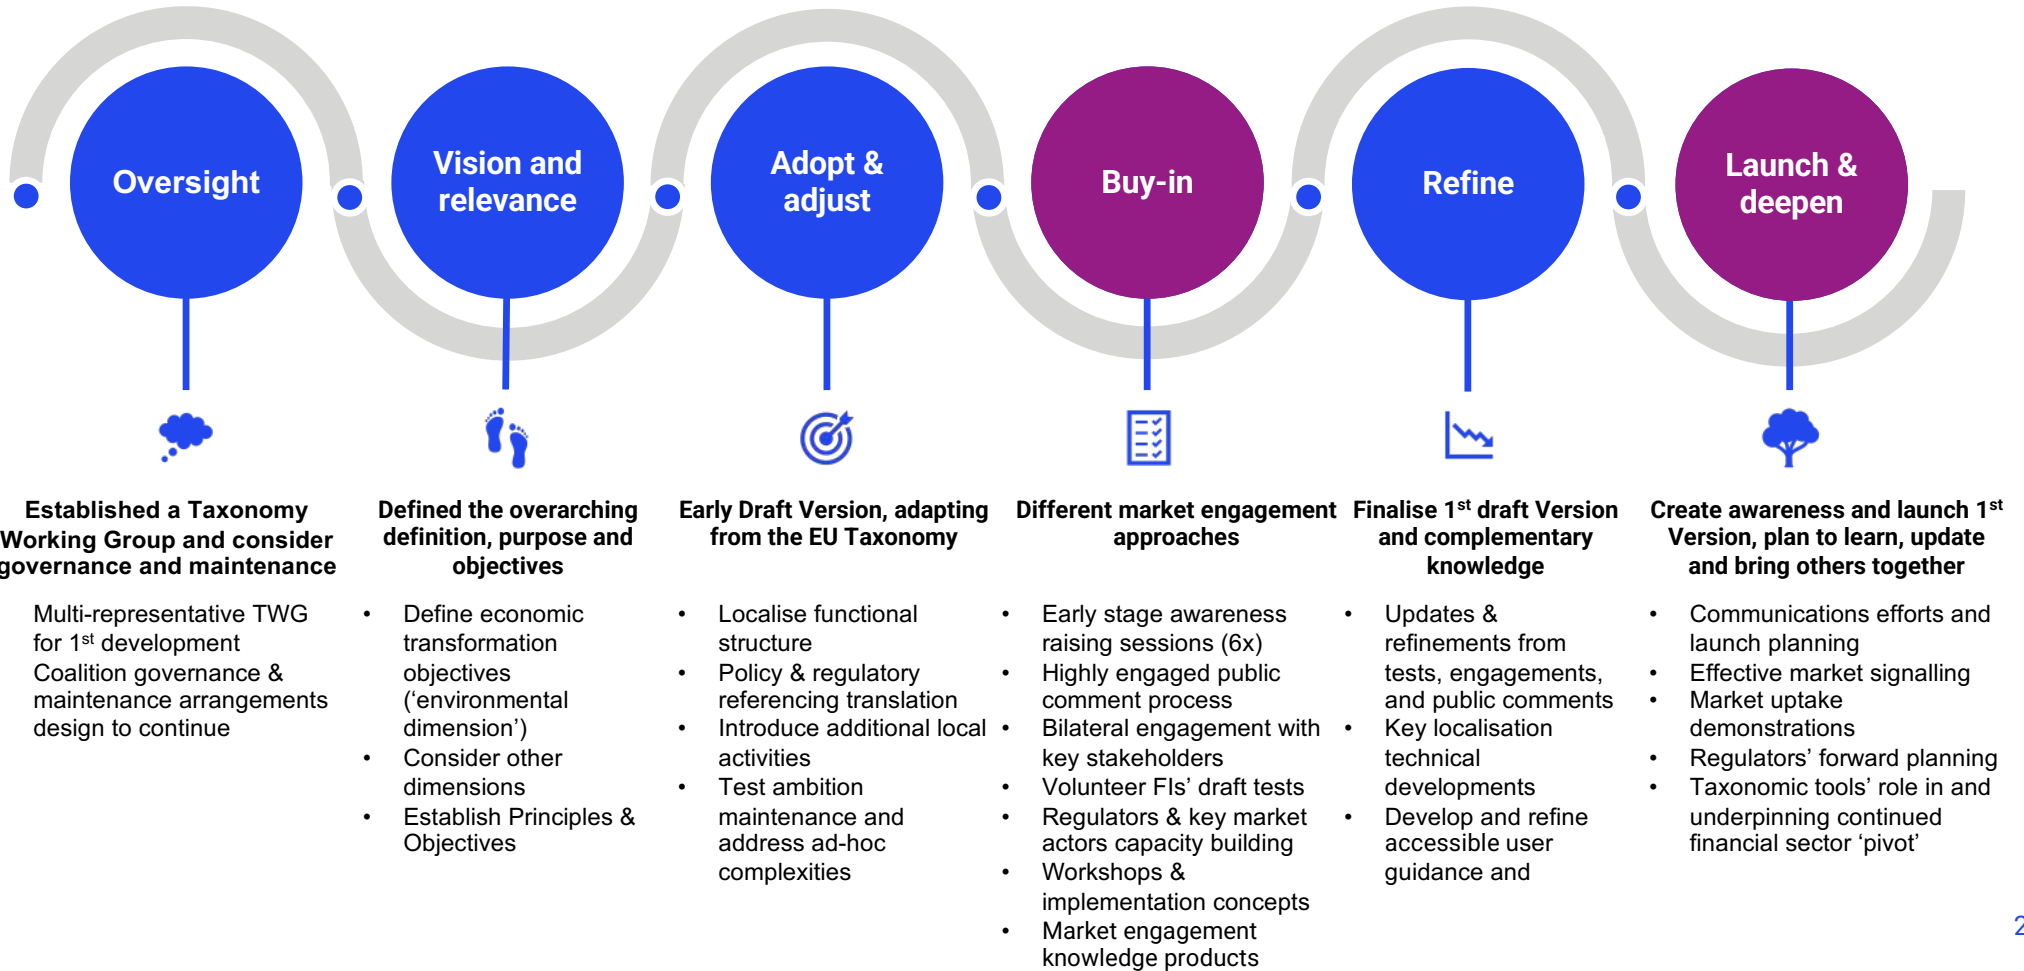 Oversight
Vision and
relevance
Adopt &
adjust
Buy-in
Refine
Launch &
deepen
Established a Taxonomy
Working Group and consider
governance and maintenance
Multi-representative TWG
for 1st development
Coalition governance &
maintenance arrangements
design to continue
Defined the overarching
definition, purpose and
objectives
• Define economic
transformation
objectives
(‘environmental
dimension’)
• Consider other
dimensions
• Establish Principles &
Objectives
Early Draft Version, adapting
from the EU Taxonomy
• Localise functional
structure
• Policy & regulatory
referencing translation
• Introduce additional local
activities
• Test ambition
maintenance and
address ad-hoc
complexities
Different market engagement
approaches
• Early stage awareness
raising sessions (6x)
• Highly engaged public
comment process
• Bilateral engagement with
key stakeholders
• Volunteer FIs’ draft tests
• Regulators & key market
actors capacity building
• Workshops &
implementation concepts
• Market engagement
knowledge products
Finalise 1st draft Version
and complementary
knowledge
• Updates &
refinements from
tests, engagements,
and public comments
• Key localisation
technical
developments
• Develop and refine
accessible user
guidance and
Create awareness and launch 1st
Version, plan to learn, update
and bring others together
• Communications efforts and
launch planning
• Effective market signalling
• Market uptake
demonstrations
• Regulators’ forward planning
• Taxonomic tools’ role in and
underpinning continued
financial sector ‘pivot’
2